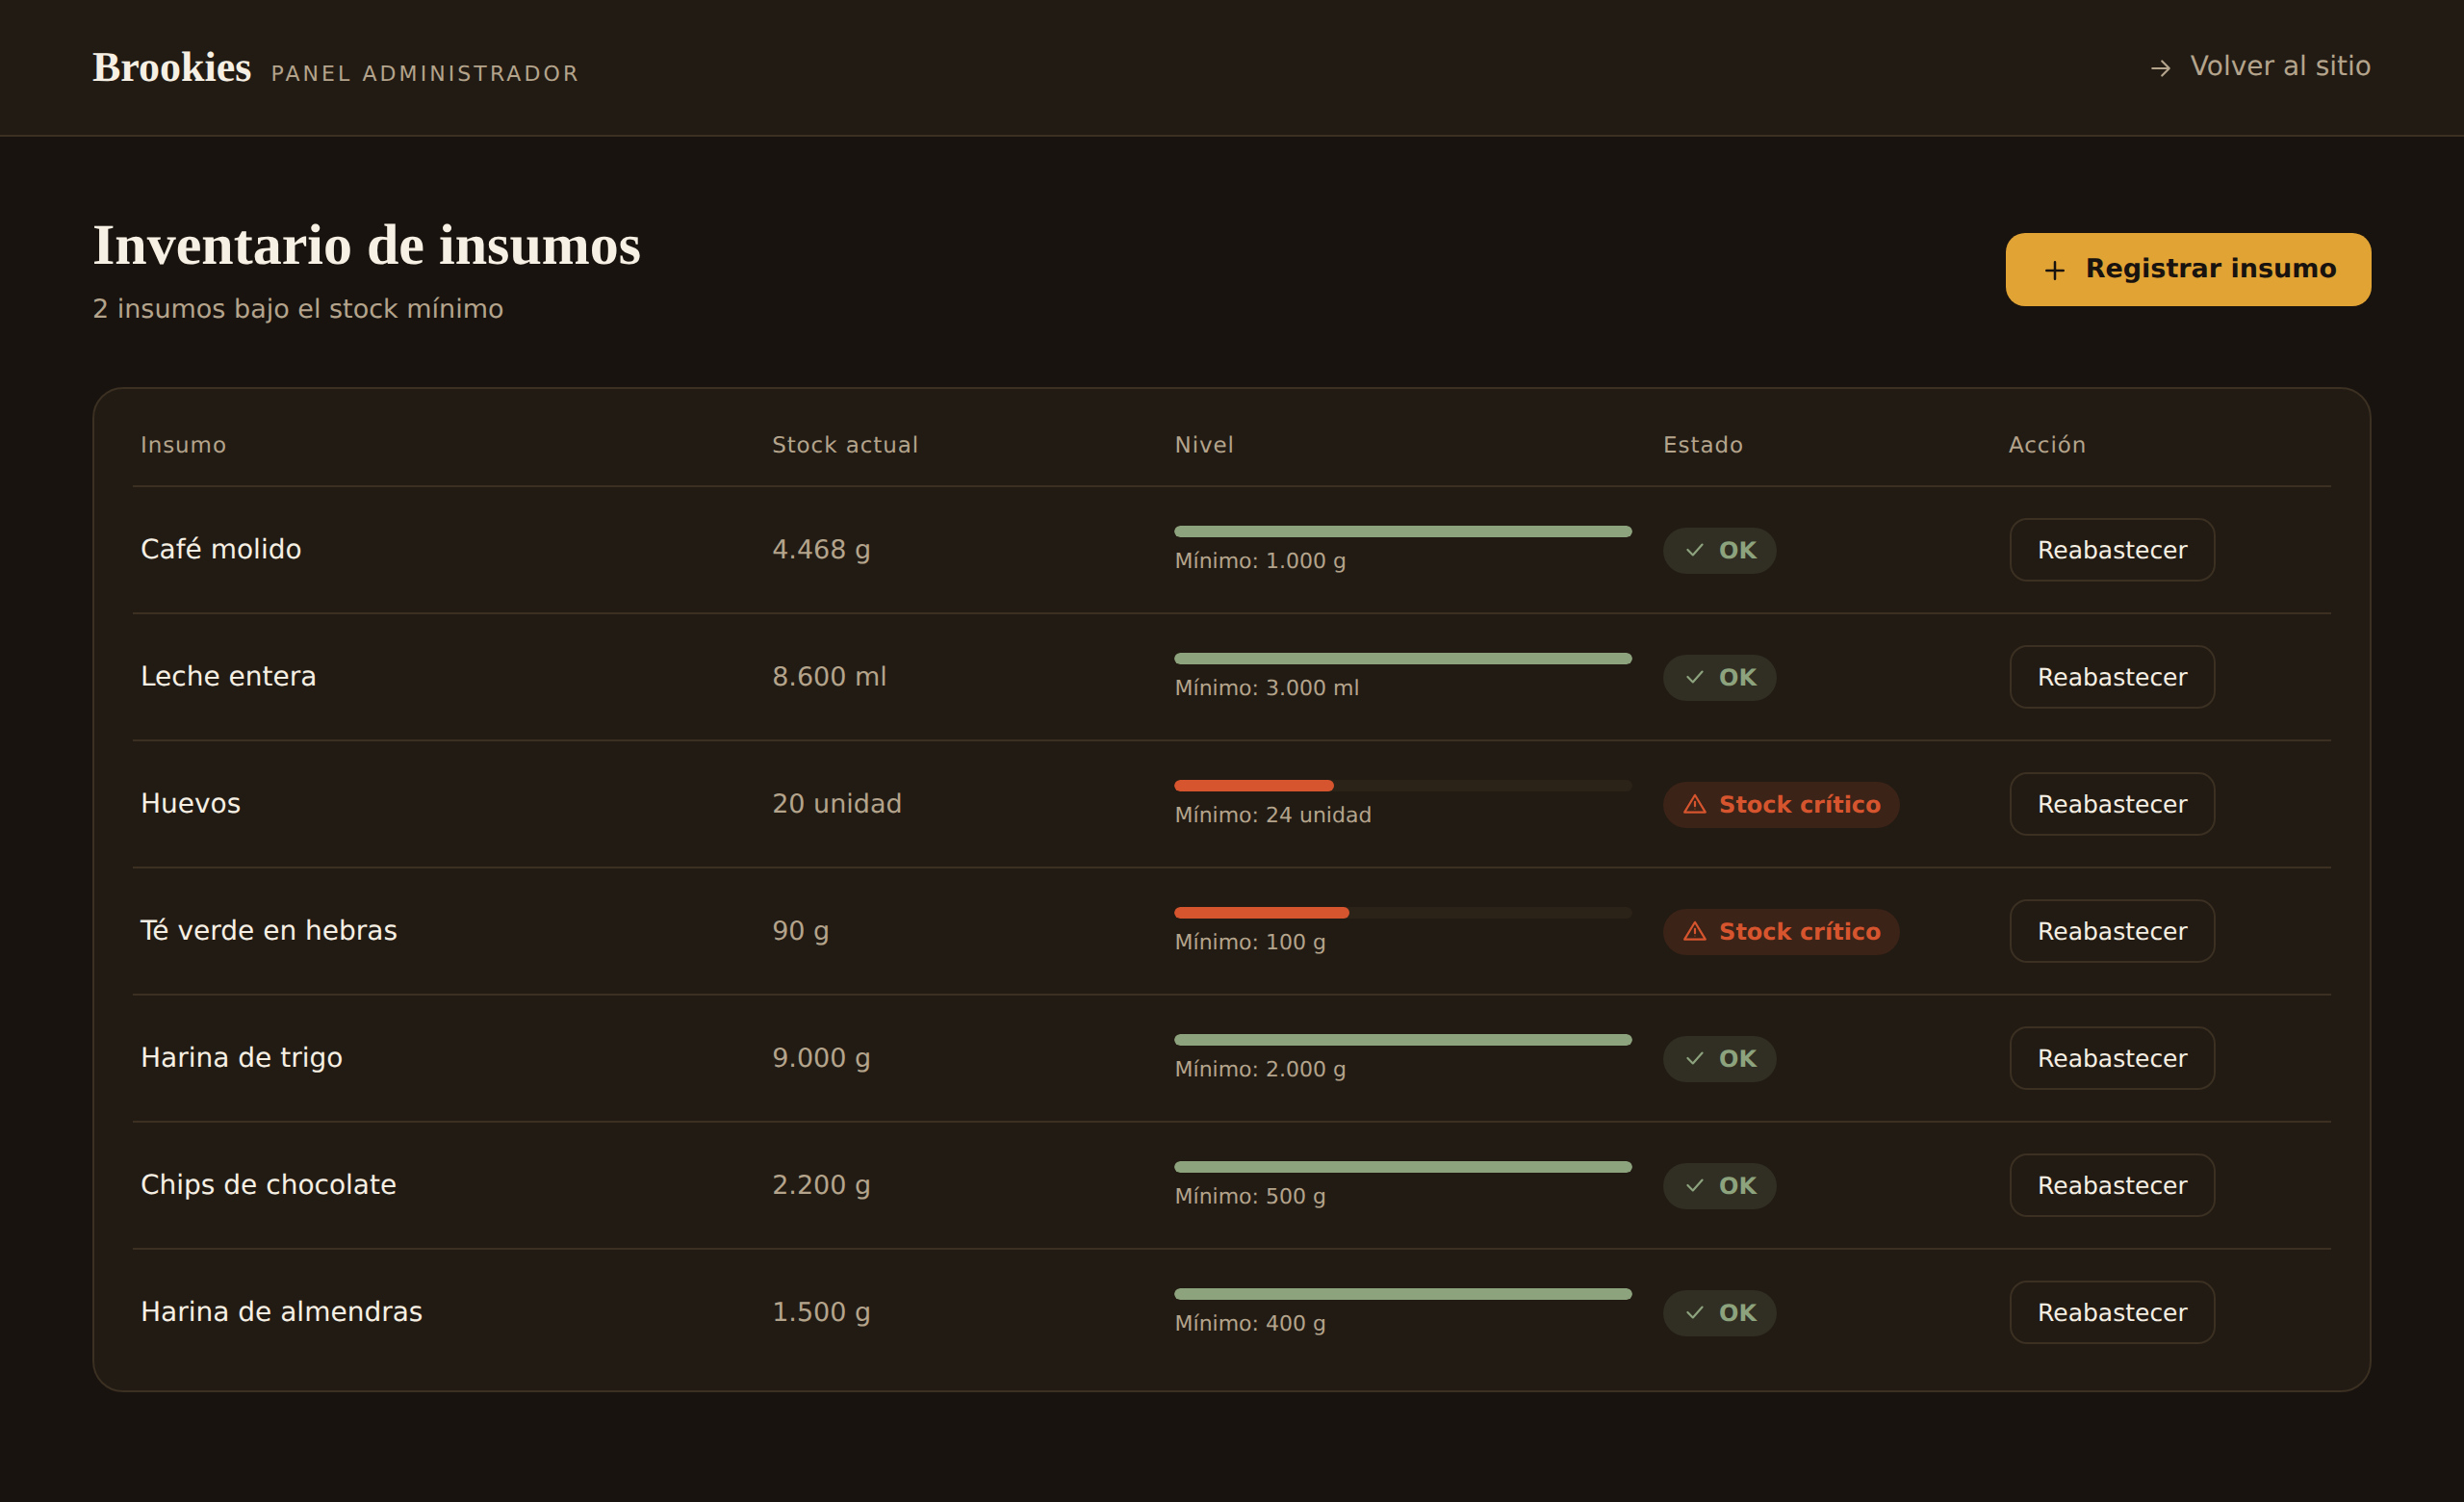 Brookies PANEL ADMINISTRADOR
Volver al sitio
Inventario de insumos
2 insumos bajo el stock mínimo
Registrar insumo
Insumo Stock actual Nivel Estado Acción
Café molido 4.468 g Mínimo: 1.000 g OK Reabastecer
Leche entera 8.600 ml Mínimo: 3.000 ml OK Reabastecer
Huevos 20 unidad Mínimo: 24 unidad Stock crítico Reabastecer
Té verde en hebras 90 g Mínimo: 100 g Stock crítico Reabastecer
Harina de trigo 9.000 g Mínimo: 2.000 g OK Reabastecer
Chips de chocolate 2.200 g Mínimo: 500 g OK Reabastecer
Harina de almendras 1.500 g Mínimo: 400 g OK Reabastecer